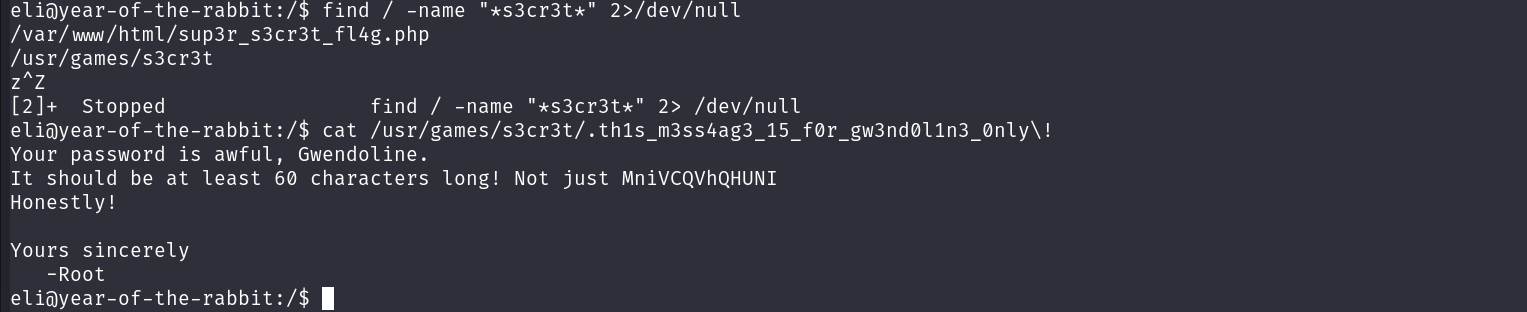 eli@year-of-the-rabbit:/$ find / -name "*s3cr3t*" 2>/dev/null
/var/www/html/sup3r_s3cr3t_fl4g.php
/usr/games/s3cr3t
z^Z
[2]+  Stopped                 find / -name "*s3cr3t*" 2> /dev/null
eli@year-of-the-rabbit:/$ cat /usr/games/s3cr3t/.th1s_m3ss4ag3_15_f0r_gw3nd0l1n3_0nly\!
Your password is awful, Gwendoline.
It should be at least 60 characters long! Not just MniVCQVhQHUNI
Honestly!

Yours sincerely
   -Root
eli@year-of-the-rabbit:/$